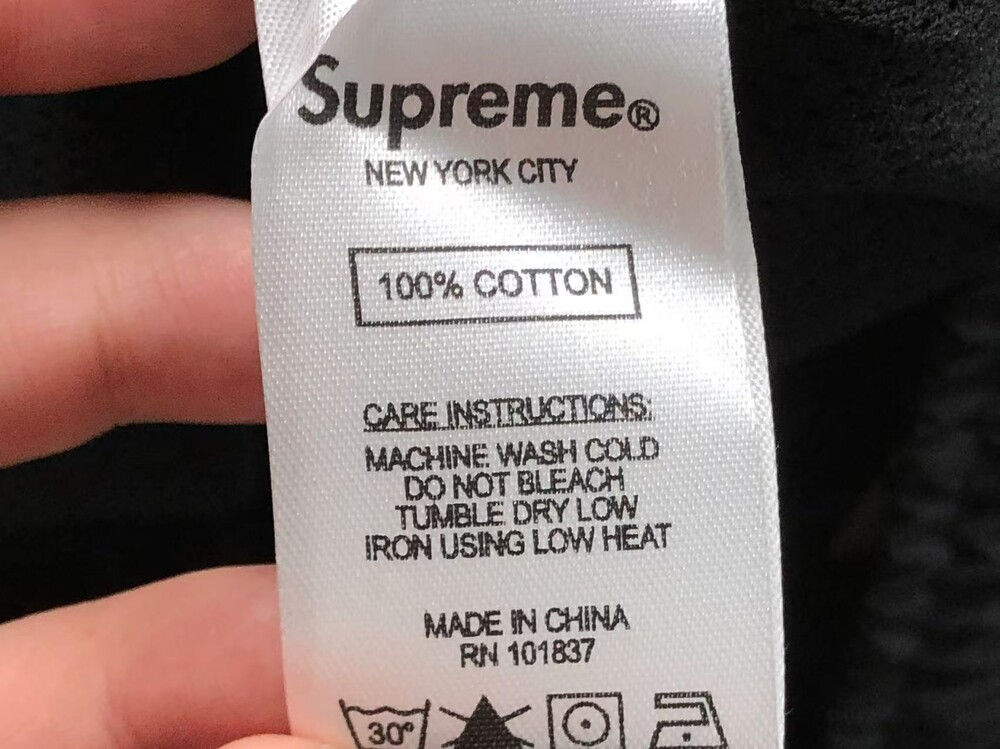 Supreme®
NEW YORK CITY
100% COTTON
CARE INSTRUCTIONS:
MACHINE WASH COLD
DO NOT BLEACH
TUMBLE DRY LOW
IRON USING LOW HEAT
MADE IN CHINA
RN 101837
30°